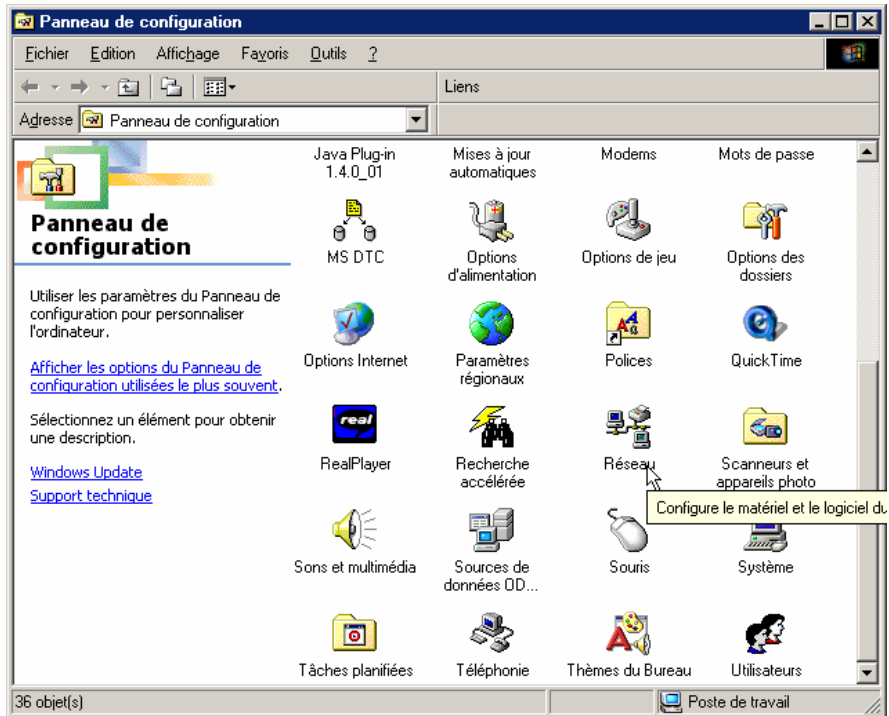 Panneau de configuration
Fichier Edition Affichage Favoris Outils ?
Liens
Adresse Panneau de configuration
Panneau de
configuration
Utiliser les paramètres du Panneau de
configuration pour personnaliser
l'ordinateur.
Afficher les options du Panneau de
configuration utilisées le plus souvent.
Sélectionnez un élément pour obtenir
une description.
Windows Update
Support technique
Java Plug-in
1.4.0_01
Mises à jour
automatiques
Modems
Mots de passe
MS DTC
Options
d'alimentation
Options de jeu
Options des
dossiers
Options Internet
Paramètres
régionaux
Polices
QuickTime
real
RealPlayer
Recherche
accélérée
Réseau
Scanneurs et
appareils photo
Configure le matériel et le logiciel du
Sons et multimédia
Sources de
données OD...
Souris
Système
Tâches planifiées
Téléphonie
Thèmes du Bureau
Utilisateurs
36 objet(s)
Poste de travail